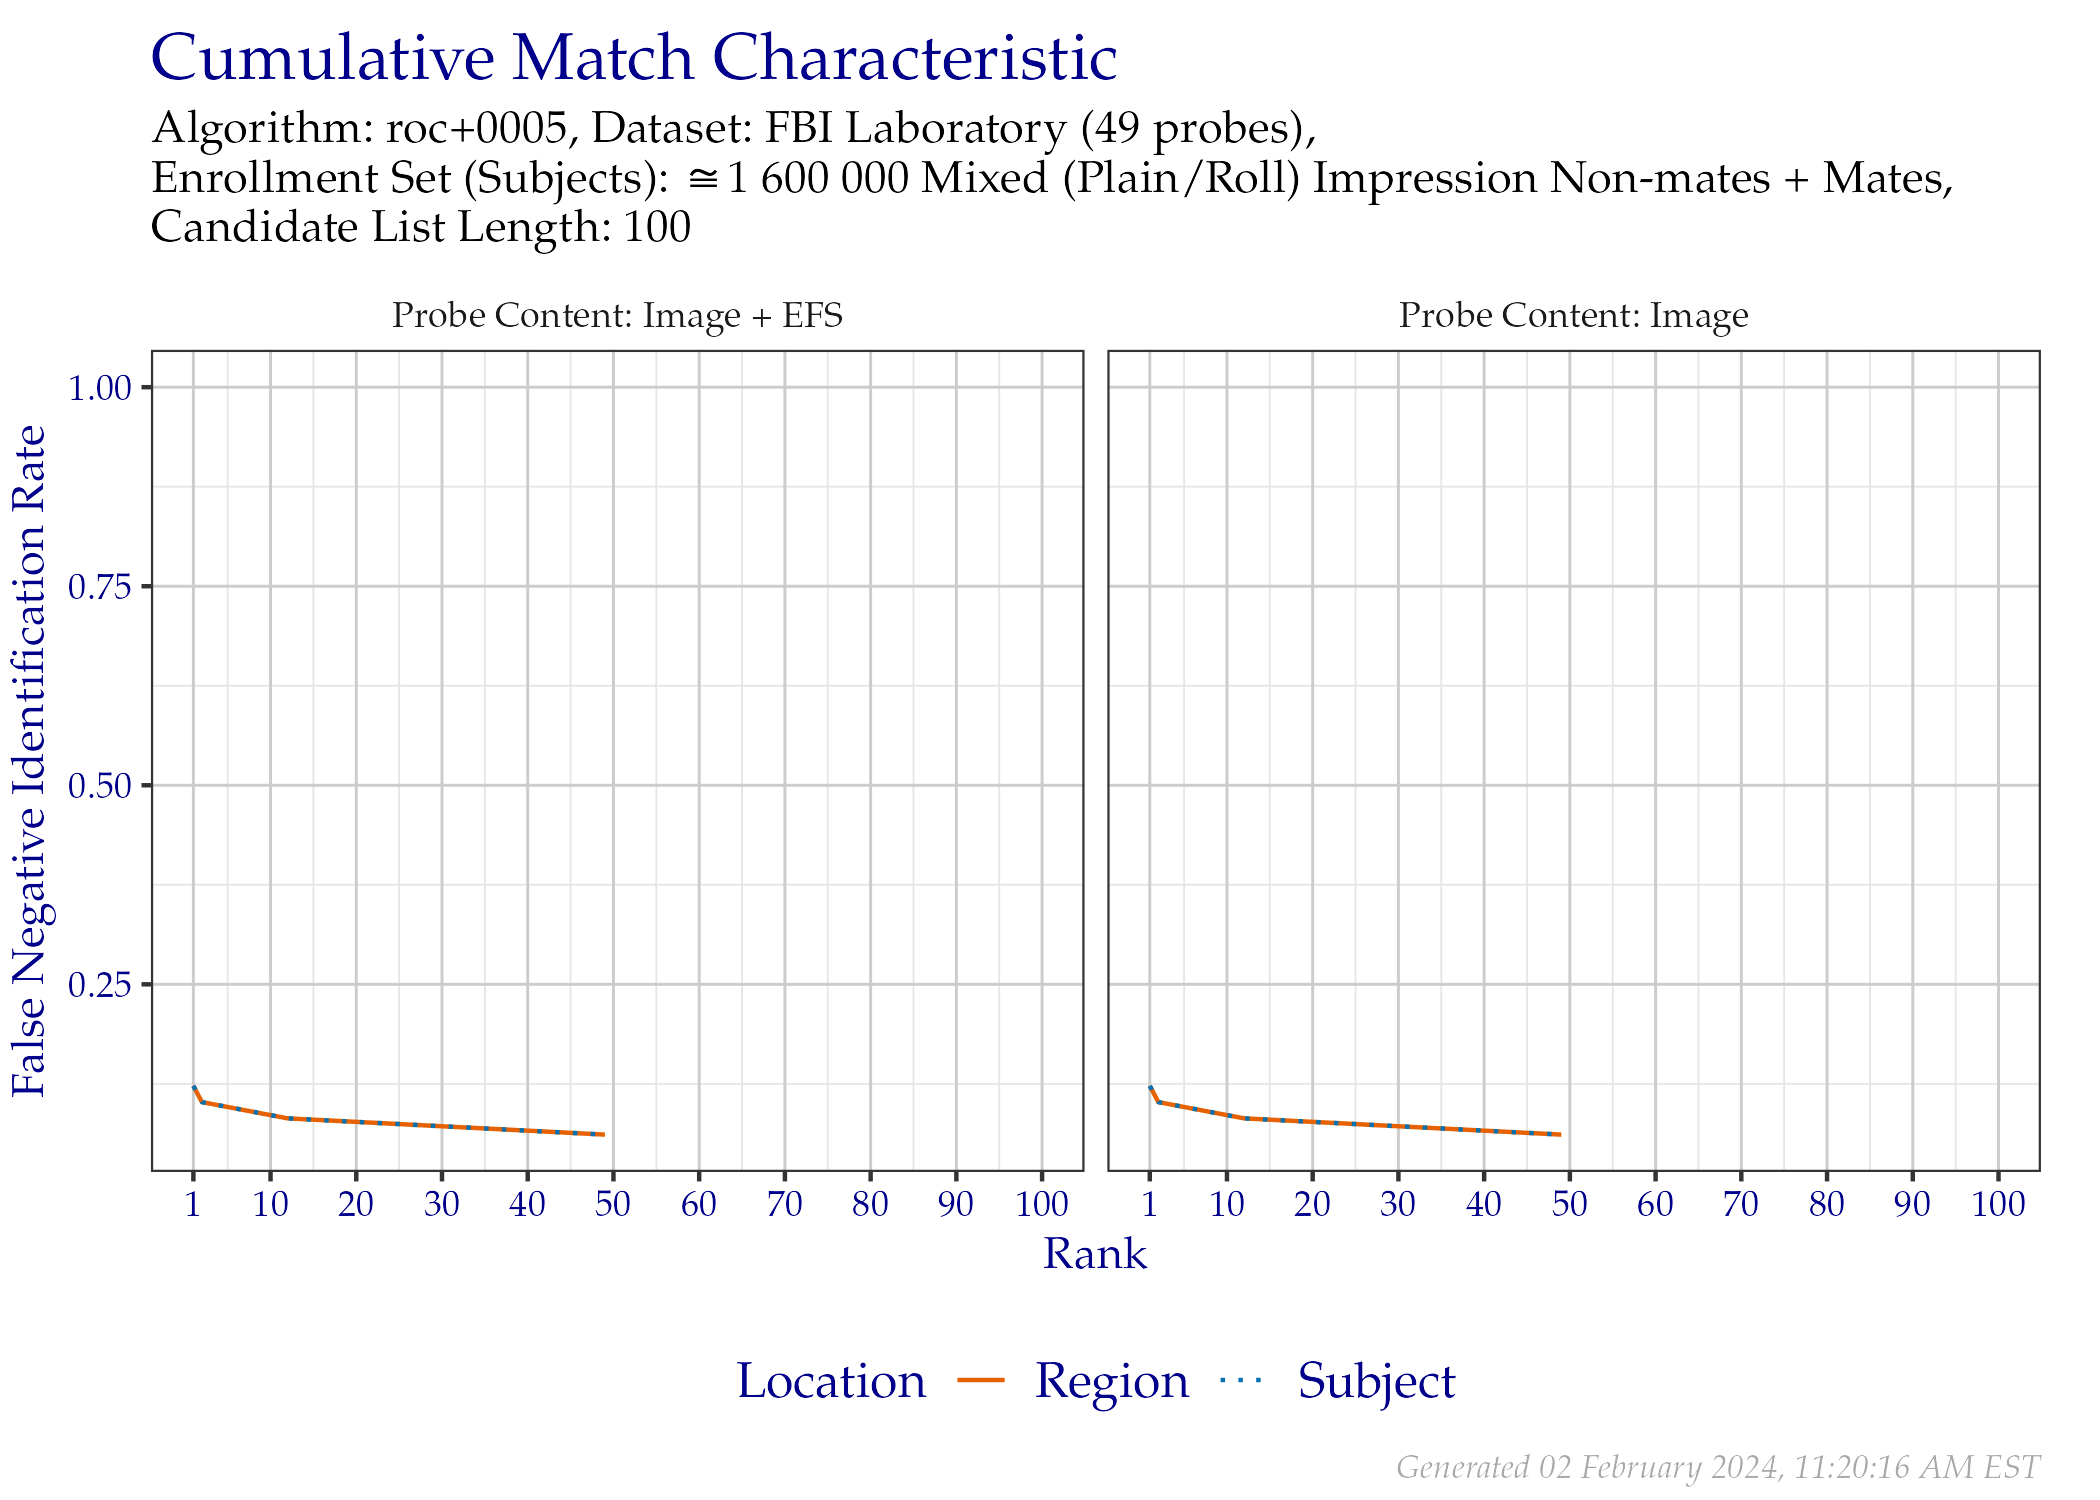 Cumulative Match Characteristic
Algorithm: roc+0005, Dataset: FBI Laboratory (49 probes),
Enrollment Set (Subjects): ≅1 600 000 Mixed (Plain/Roll) Impression Non-mates + Mates,
Candidate List Length: 100
Probe Content: Image + EFS
Probe Content: Image
False Negative Identification Rate
1.00
0.75
0.50
0.25
1 10 20 30 40 50 60 70 80 90 100
1 10 20 30 40 50 60 70 80 90 100
Rank
Location Region Subject
Generated 02 February 2024, 11:20:16 AM EST